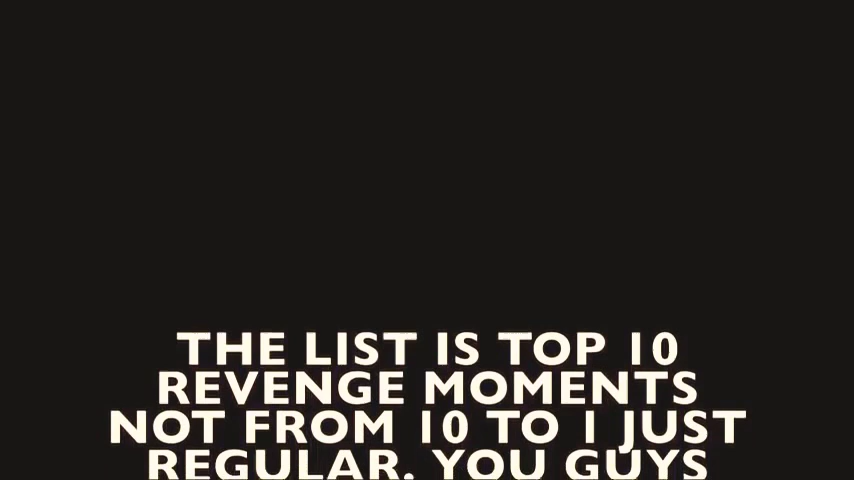 THE LIST IS TOP 10
REVENGE MOMENTS
NOT FROM 10 TO 1 JUST
REGULAR. YOU GUYS